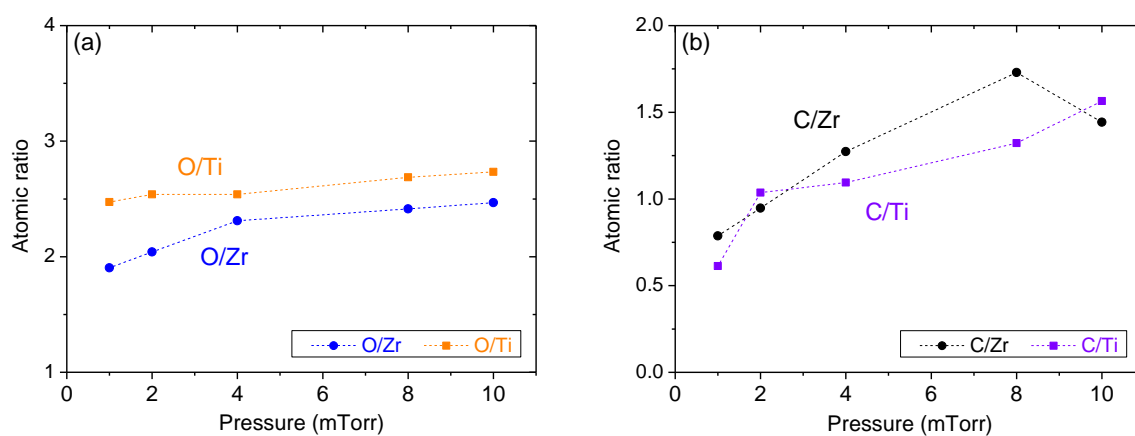 (a)
Atomic ratio
4
3
2
1
O/Ti
O/Zr
O/Zr O/Ti
0 2 4 6 8 10
Pressure (mTorr)
(b)
Atomic ratio
2.0
1.5
1.0
0.5
0.0
C/Zr
C/Ti
C/Zr C/Ti
0 2 4 6 8 10
Pressure (mTorr)